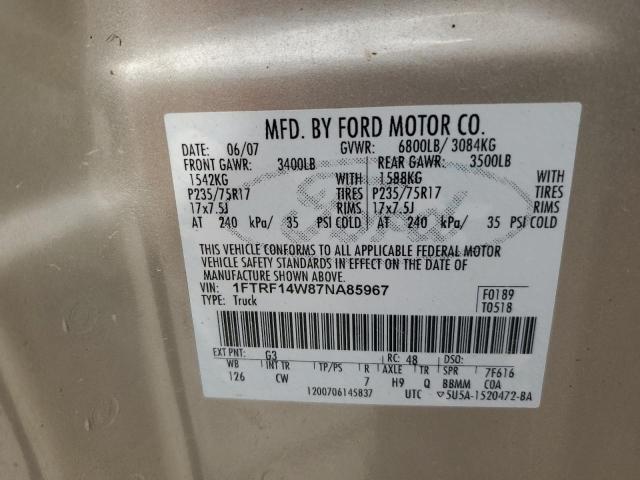 MFD. BY FORD MOTOR CO.
DATE: 06/07 GVWR: 6800LB/ 3084KG
FRONT GAWR: 3400LB REAR GAWR: 3500LB
1542KG WITH 1588KG WITH
P235/75R17 TIRES P235/75R17 TIRES
17x7.5J RIMS 17x7.5J RIMS
AT 240 kPa/ 35 PSI COLD AT 240 kPa/ 35 PSI COLD
THIS VEHICLE CONFORMS TO ALL APPLICABLE FEDERAL MOTOR
VEHICLE SAFETY STANDARDS IN EFFECT ON THE DATE OF
MANUFACTURE SHOWN ABOVE.
VIN: 1FTRF14W87NA85967 F0189
TYPE: Truck T0518
EXT PNT: G3 RC: 48 DSO:
WB INT TR TP/PS R AXLE TR SPR 7F616
126 CW 7 H9 Q BBMM COA
1200706145837 UTC ▽5U5A-1520472-BA
Ford